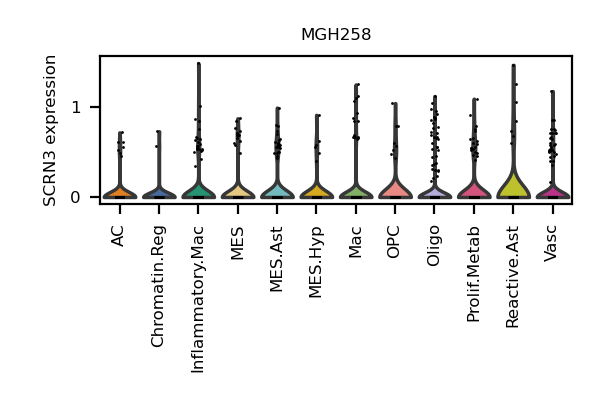 MGH258
SCRN3 expression
1
0
AC
Chromatin.Reg
Inflammatory.Mac
MES
MES.Ast
MES.Hyp
Mac
OPC
Oligo
Prolif.Metab
Reactive.Ast
Vasc